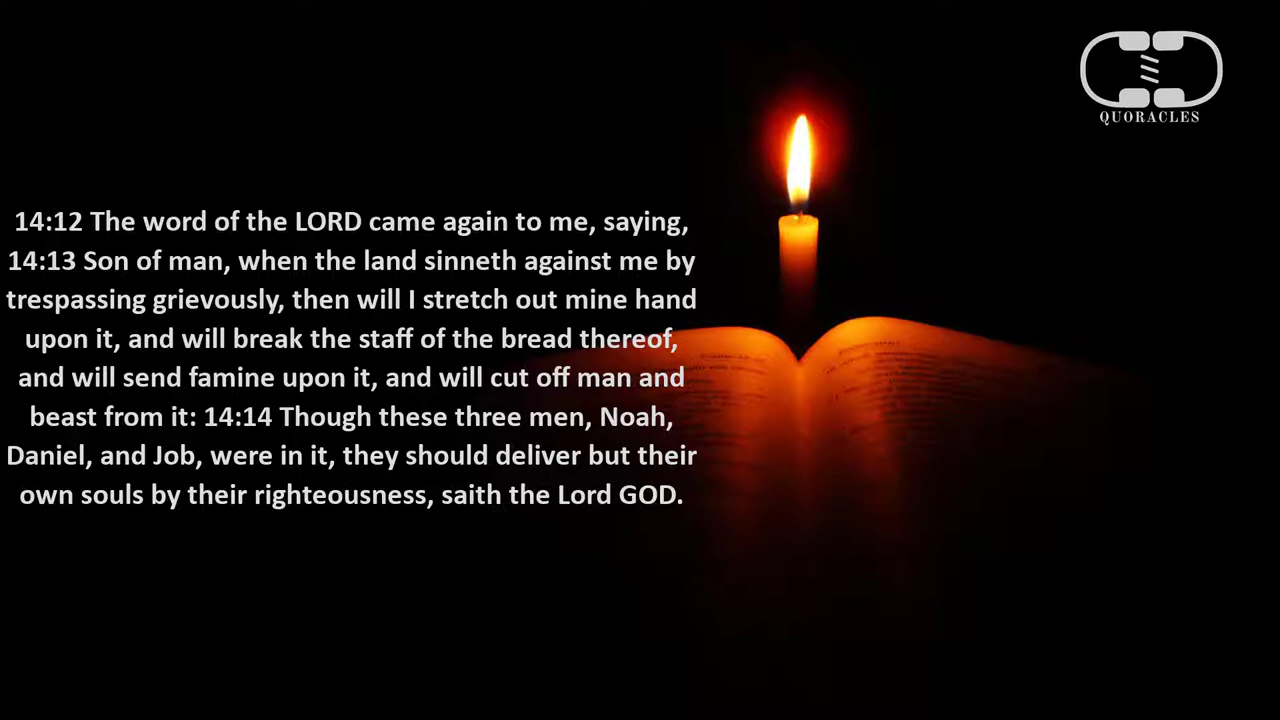 QUORACLES
14:12 The word of the LORD came again to me, saying,
14:13 Son of man, when the land sinneth against me by
trespassing grievously, then will I stretch out mine hand
upon it, and will break the staff of the bread thereof,
and will send famine upon it, and will cut off man and
beast from it: 14:14 Though these three men, Noah,
Daniel, and Job, were in it, they should deliver but their
own souls by their righteousness, saith the Lord GOD.